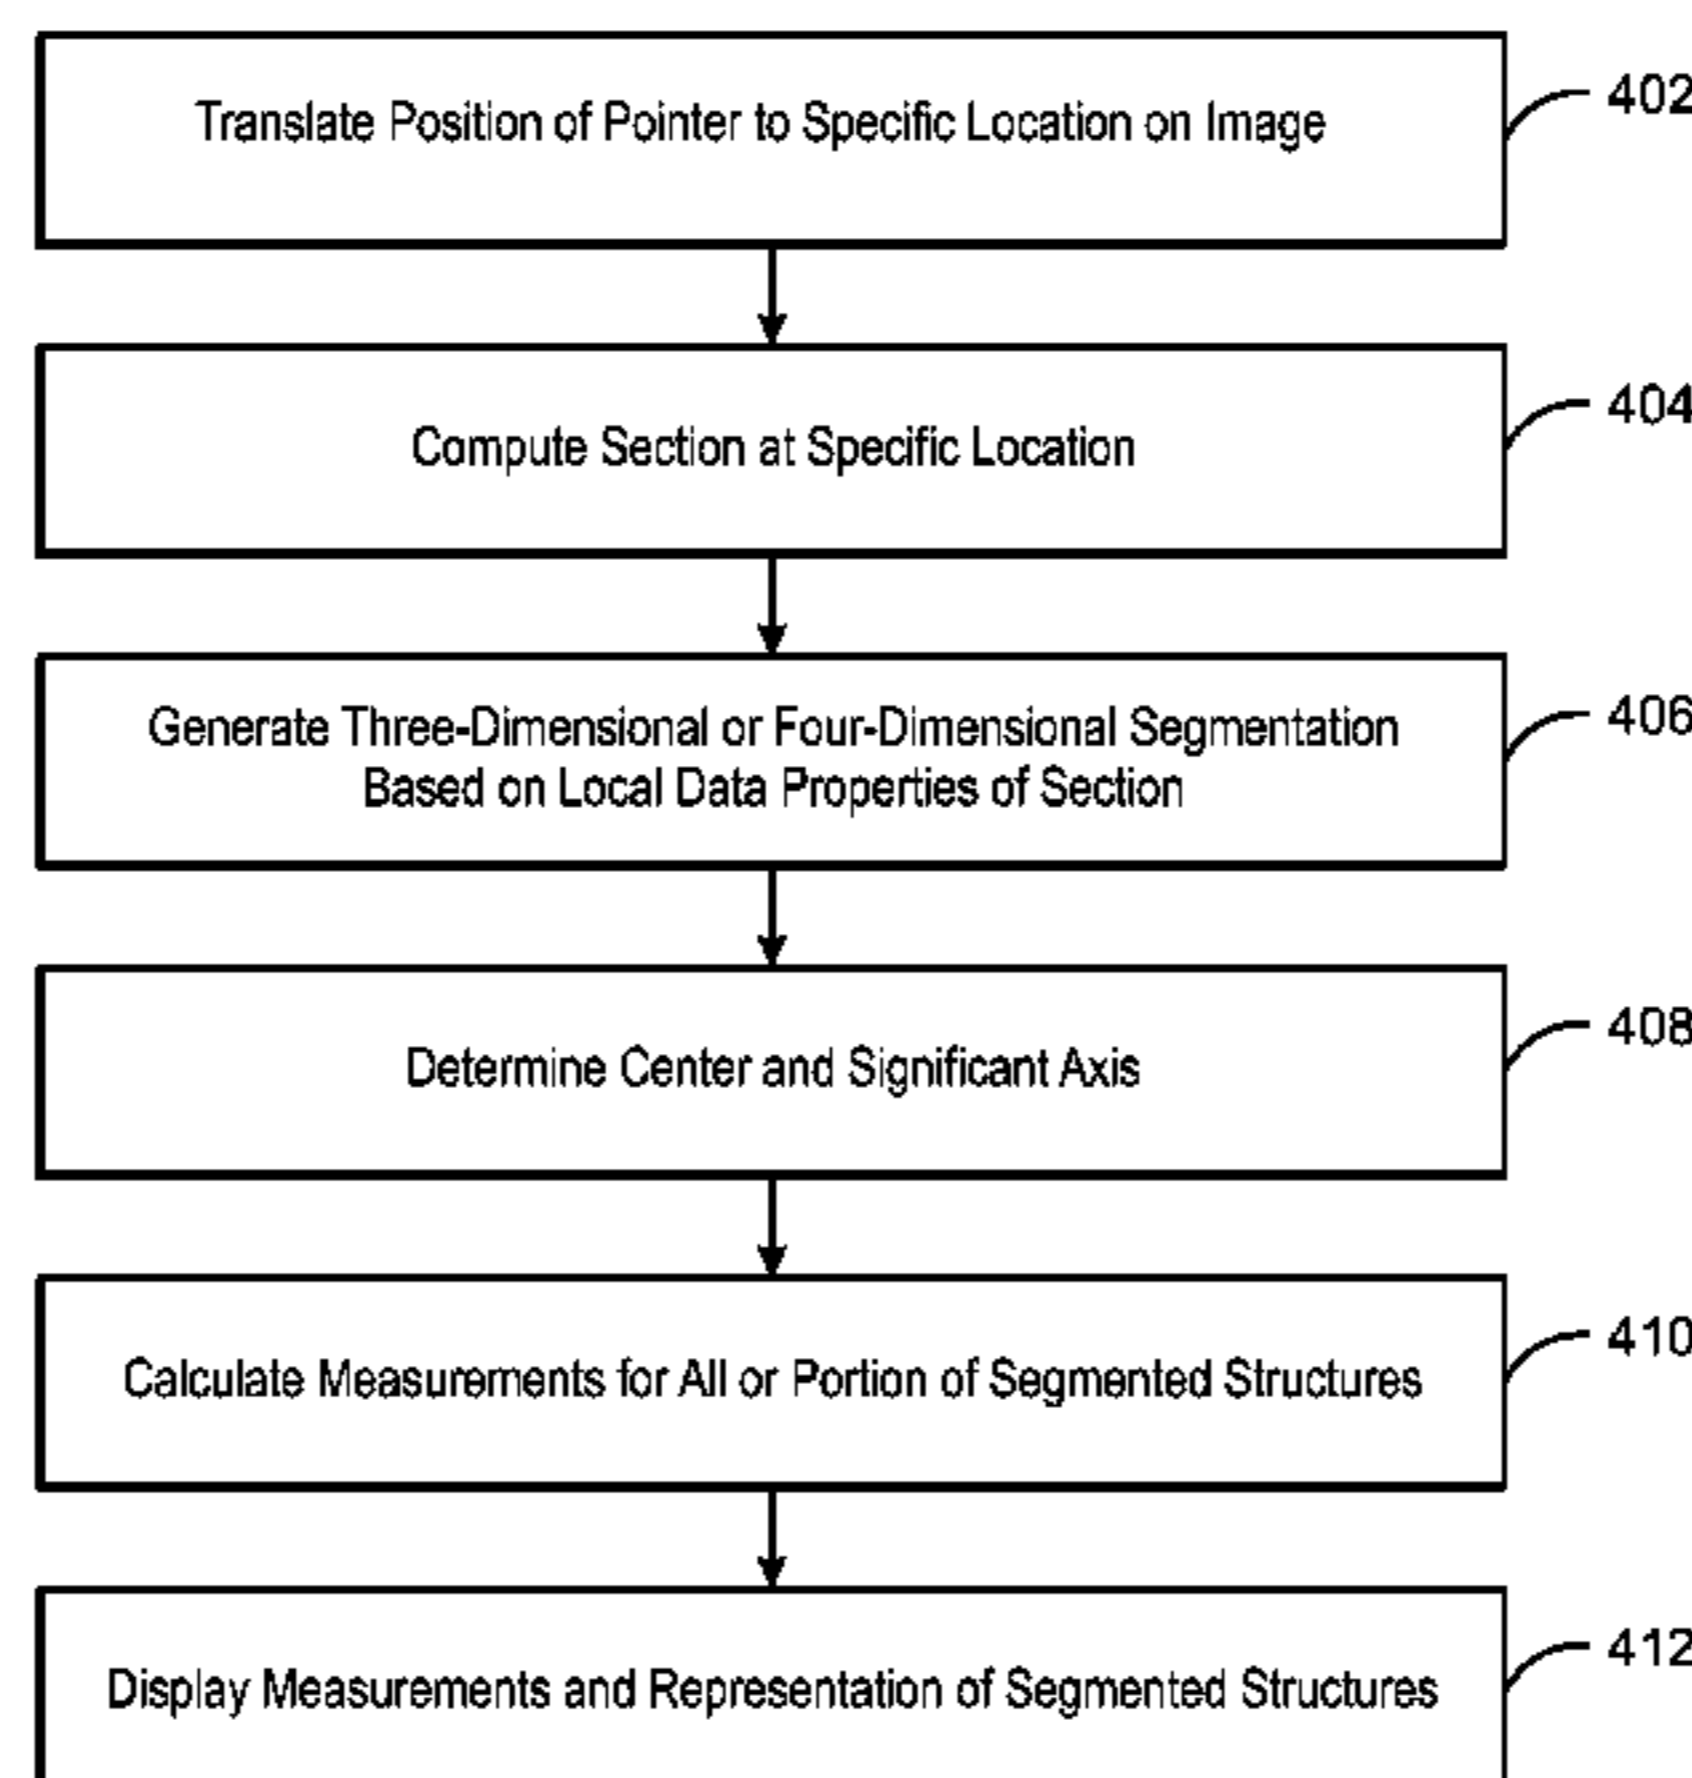 Translate Position of Pointer to Specific Location on Image
402
Compute Section at Specific Location
404
Generate Three-Dimensional or Four-Dimensional Segmentation
Based on Local Data Properties of Section
406
Determine Center and Significant Axis
408
Calculate Measurements for All or Portion of Segmented Structures
410
Display Measurements and Representation of Segmented Structures
412